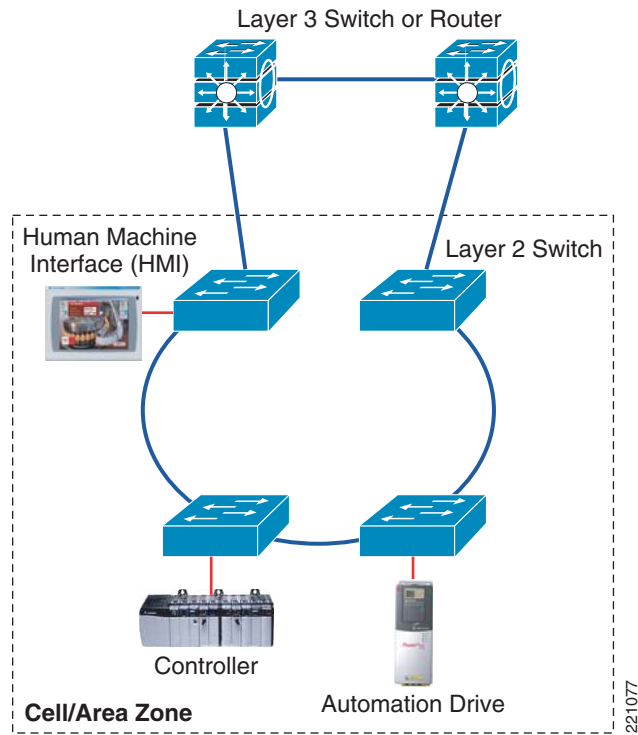 Layer 3 Switch or Router
Human Machine
Interface (HMI)
Layer 2 Switch
Controller
Automation Drive
Cell/Area Zone
221077